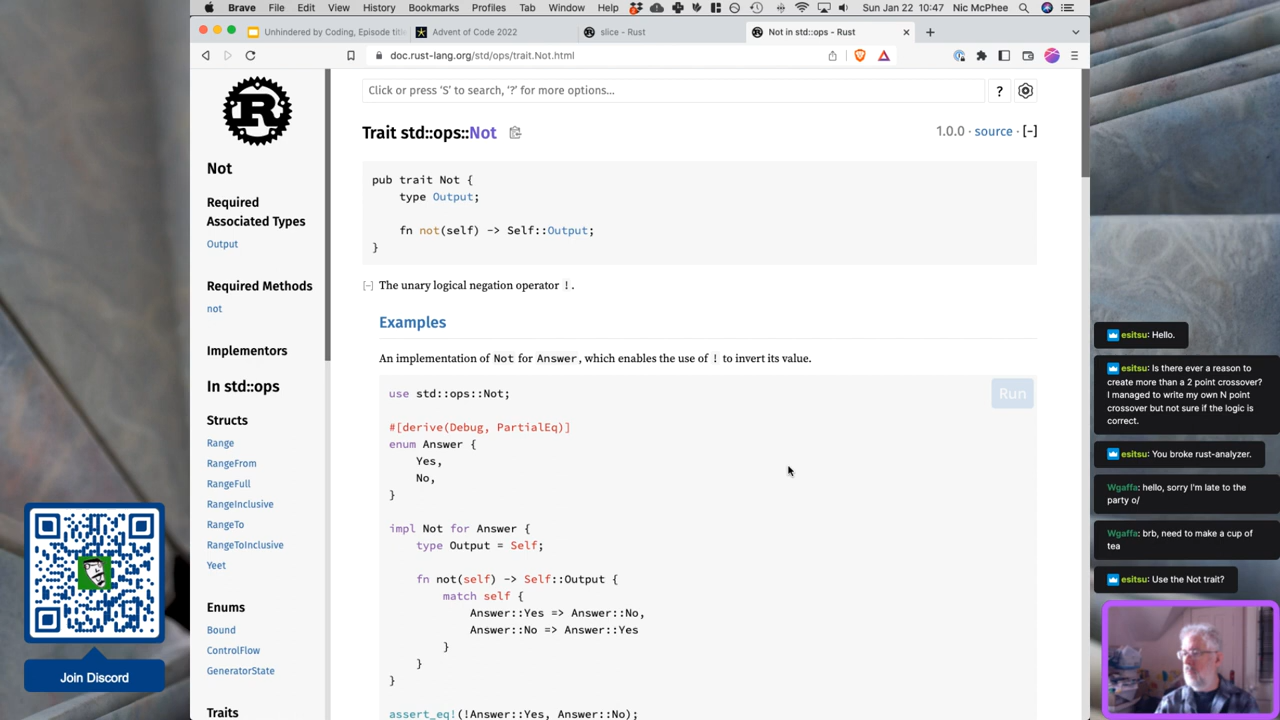 Brave File Edit View History Bookmarks Profiles Tab Window Help Sun Jan 22 10:47 Nic McPhee
Unhindered by Coding, Episode title
Advent of Code 2022
slice - Rust
Not in std::ops - Rust
doc.rust-lang.org/std/ops/trait.Not.html
Not
Required
Associated Types
Output
Required Methods
not
Implementors
In std::ops
Structs
Range
RangeFrom
RangeFull
RangeInclusive
RangeTo
RangeToInclusive
Yeet
Enums
Bound
ControlFlow
GeneratorState
Traits
Click or press ‘S’ to search, ‘?’ for more options…
?
Trait std::ops::Not
1.0.0 · source · [-]
pub trait Not {
    type Output;
    fn not(self) -> Self::Output;
}
[-] The unary logical negation operator !.
Examples
An implementation of Not for Answer, which enables the use of ! to invert its value.
Run
use std::ops::Not;
#[derive(Debug, PartialEq)]
enum Answer {
    Yes,
    No,
}
impl Not for Answer {
    type Output = Self;
    fn not(self) -> Self::Output {
        match self {
            Answer::Yes => Answer::No,
            Answer::No => Answer::Yes
        }
    }
}
assert_eq!(!Answer::Yes, Answer::No);
esitsu: Hello.
esitsu: Is there ever a reason to
create more than a 2 point crossover?
I managed to write my own N point
crossover but not sure if the logic is
correct.
esitsu: You broke rust-analyzer.
Wgaffa: hello, sorry I'm late to the
party o/
Wgaffa: brb, need to make a cup of
tea
esitsu: Use the Not trait?
Join Discord